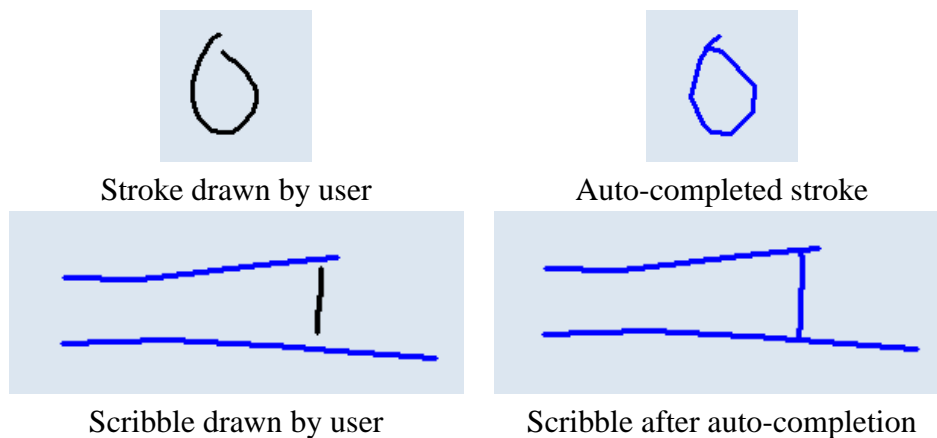 Stroke drawn by user
Auto-completed stroke
Scribble drawn by user
Scribble after auto-completion